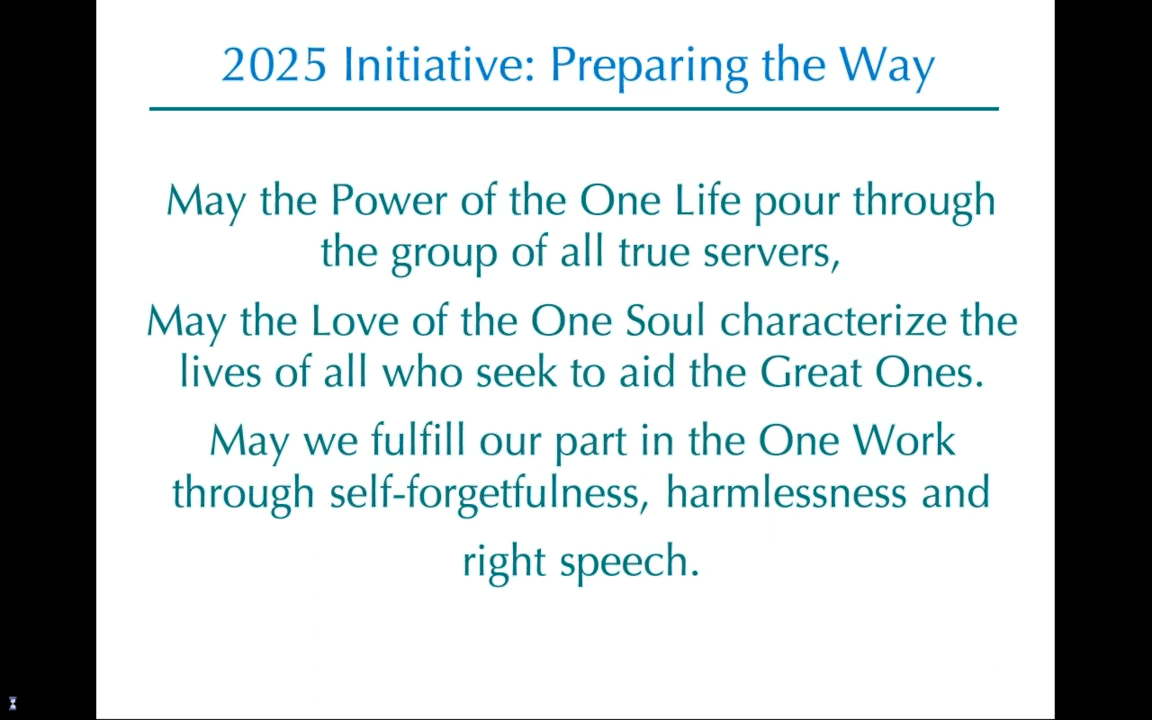 2025 Initiative: Preparing the Way
May the Power of the One Life pour through
the group of all true servers,
May the Love of the One Soul characterize the
lives of all who seek to aid the Great Ones.
May we fulfill our part in the One Work
through self-forgetfulness, harmlessness and
right speech.